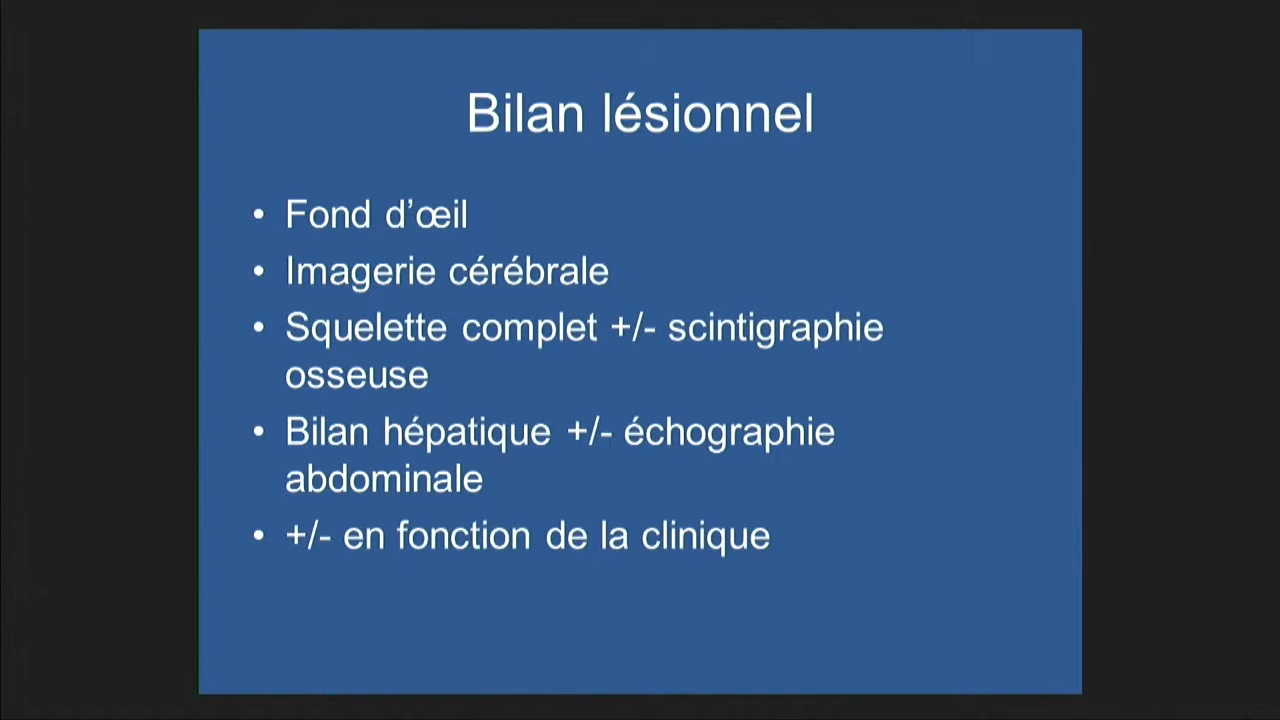 Bilan lésionnel
• Fond d’œil
• Imagerie cérébrale
• Squelette complet +/- scintigraphie
osseuse
• Bilan hépatique +/- échographie
abdominale
• +/- en fonction de la clinique